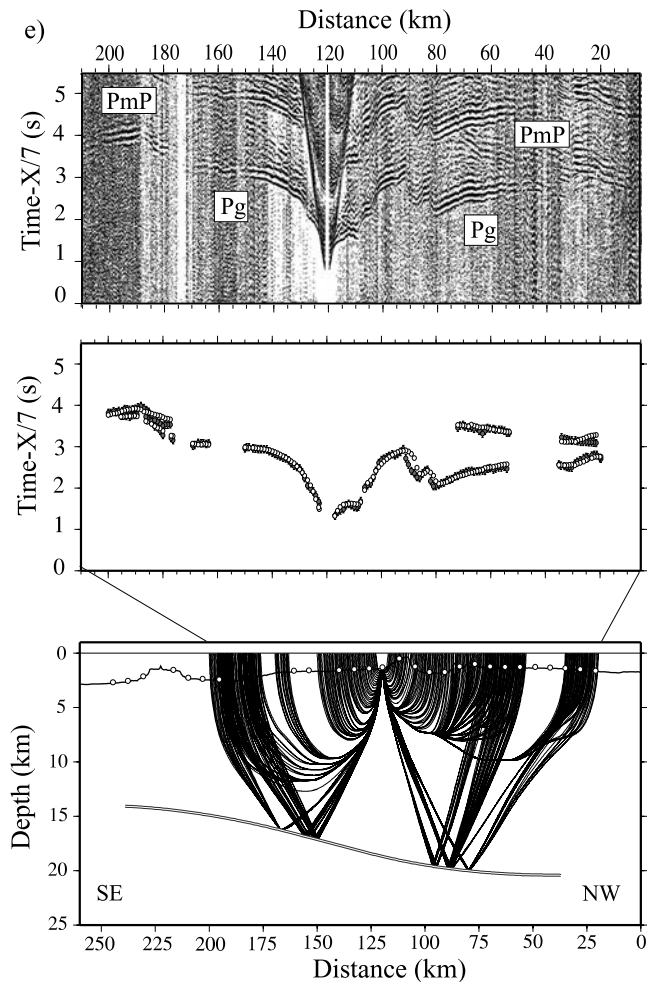 e)
Distance (km)
200 180 160 140 120 100 80 60 40 20
Time-X/7 (s)
5
4
3
2
1
0
PmP
PmP
Pg
Pg
Time-X/7 (s)
5
4
3
2
1
0
Depth (km)
0
5
10
15
20
25
SE NW
250 225 200 175 150 125 100 75 50 25 0
Distance (km)